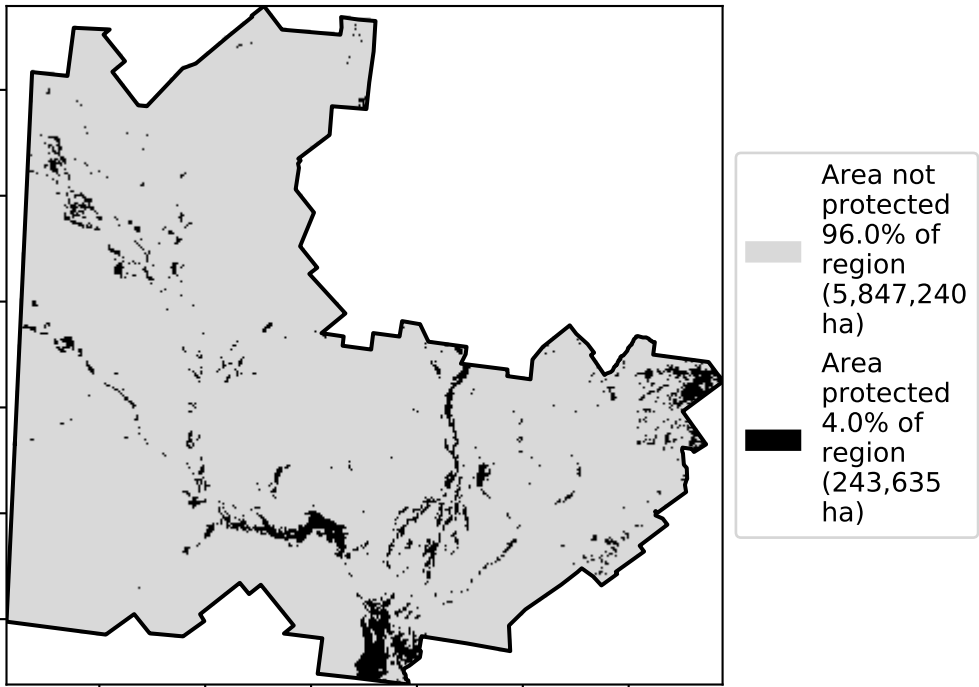 Area not
protected
96.0% of
region
(5,847,240
ha)
Area
protected
4.0% of
region
(243,635
ha)